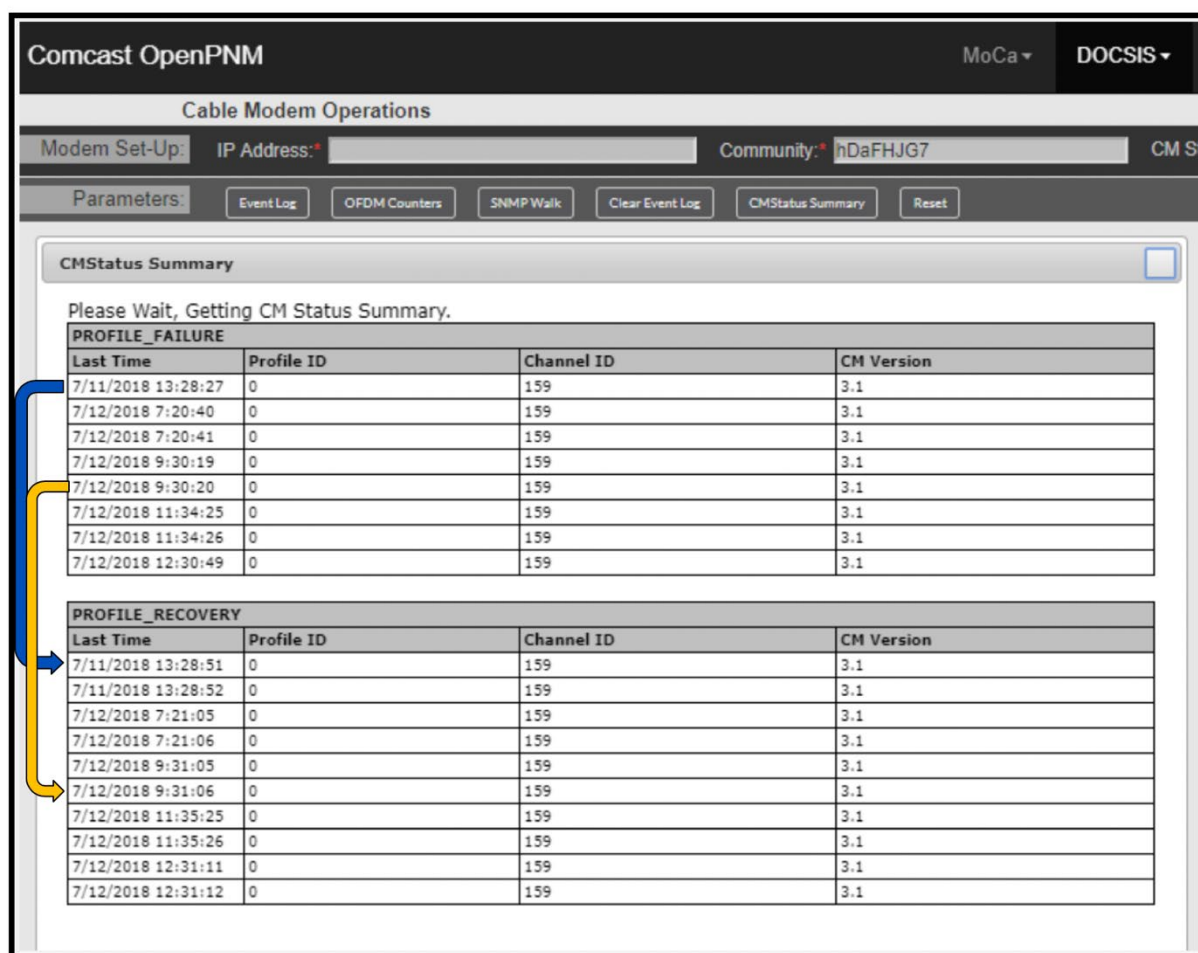 Comcast OpenPNM MoCa DOCSIS
Cable Modem Operations
Modem Set-Up: IP Address:* Community:* hDaFHJG7 CM S
Parameters: Event Log OFDM Counters SNMP Walk Clear Event Log CMStatus Summary Reset
CMStatus Summary
Please Wait, Getting CM Status Summary.
PROFILE_FAILURE
Last Time Profile ID Channel ID CM Version
7/11/2018 13:28:27 0 159 3.1
7/12/2018 7:20:40 0 159 3.1
7/12/2018 7:20:41 0 159 3.1
7/12/2018 9:30:19 0 159 3.1
7/12/2018 9:30:20 0 159 3.1
7/12/2018 11:34:25 0 159 3.1
7/12/2018 11:34:26 0 159 3.1
7/12/2018 12:30:49 0 159 3.1
PROFILE_RECOVERY
Last Time Profile ID Channel ID CM Version
7/11/2018 13:28:51 0 159 3.1
7/11/2018 13:28:52 0 159 3.1
7/12/2018 7:21:05 0 159 3.1
7/12/2018 7:21:06 0 159 3.1
7/12/2018 9:31:05 0 159 3.1
7/12/2018 9:31:06 0 159 3.1
7/12/2018 11:35:25 0 159 3.1
7/12/2018 11:35:26 0 159 3.1
7/12/2018 12:31:11 0 159 3.1
7/12/2018 12:31:12 0 159 3.1